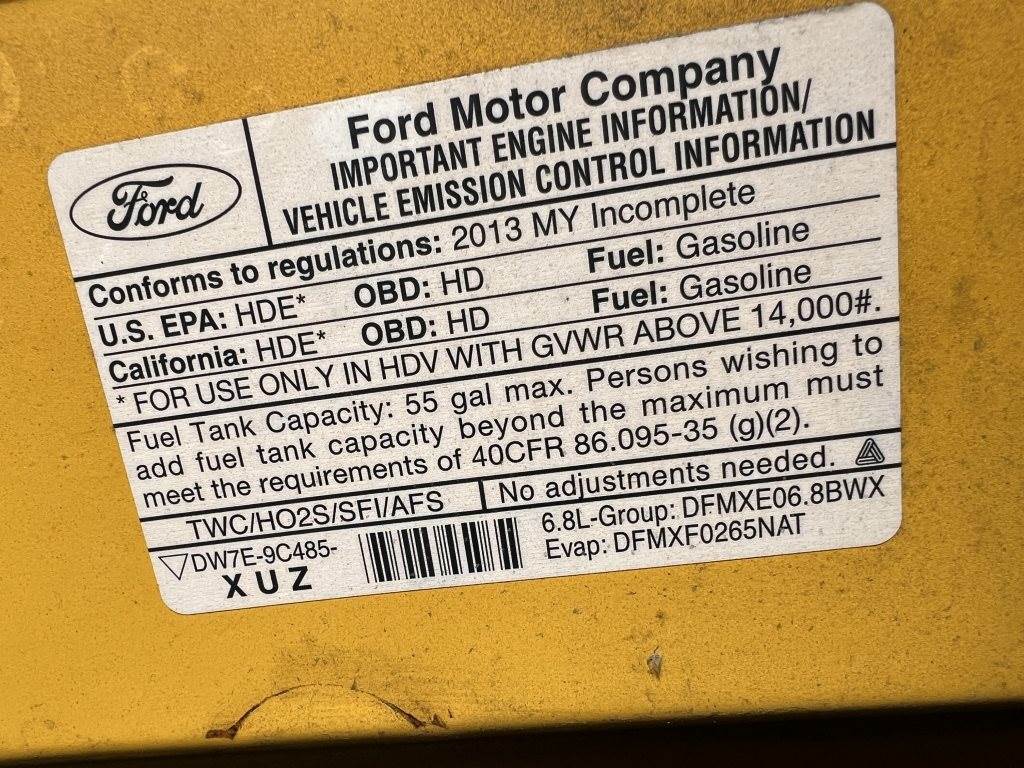 Ford Motor Company
IMPORTANT ENGINE INFORMATION/
VEHICLE EMISSION CONTROL INFORMATION
Ford
Conforms to regulations: 2013 MY Incomplete
U.S. EPA: HDE* OBD: HD Fuel: Gasoline
California: HDE* OBD: HD Fuel: Gasoline
* FOR USE ONLY IN HDV WITH GVWR ABOVE 14,000#.
Fuel Tank Capacity: 55 gal max. Persons wishing to
add fuel tank capacity beyond the maximum must
meet the requirements of 40CFR 86.095-35 (g)(2).
TWC/HO2S/SFI/AFS No adjustments needed.
DW7E-9C485-
XUZ
6.8L-Group: DFMXE06.8BWX
Evap: DFMXF0265NAT